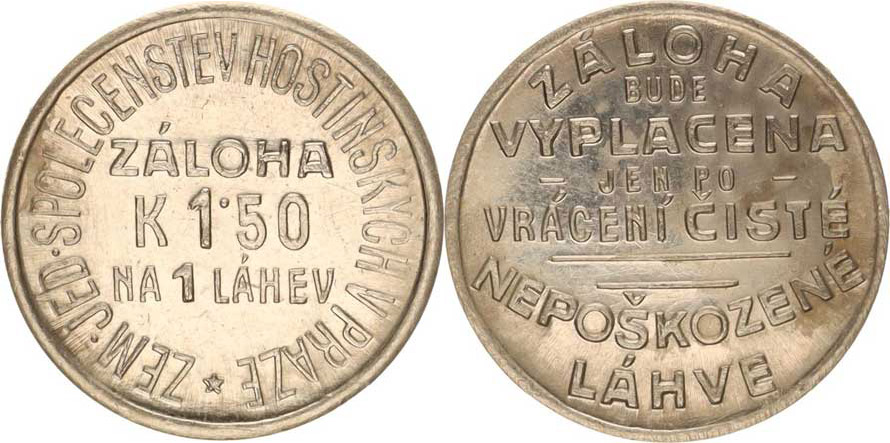 ZEM·JED·SPOLEČENSTEV HOSTINSKÝCH V PRAZE *
ZÁLOHA
K 1·50
NA 1 LÁHEV
ZÁLOHA
BUDE
VYPLACENA
- JEN PO -
VRÁCENÍ ČISTÉ
NEPOŠKOZENÉ
LÁHVE